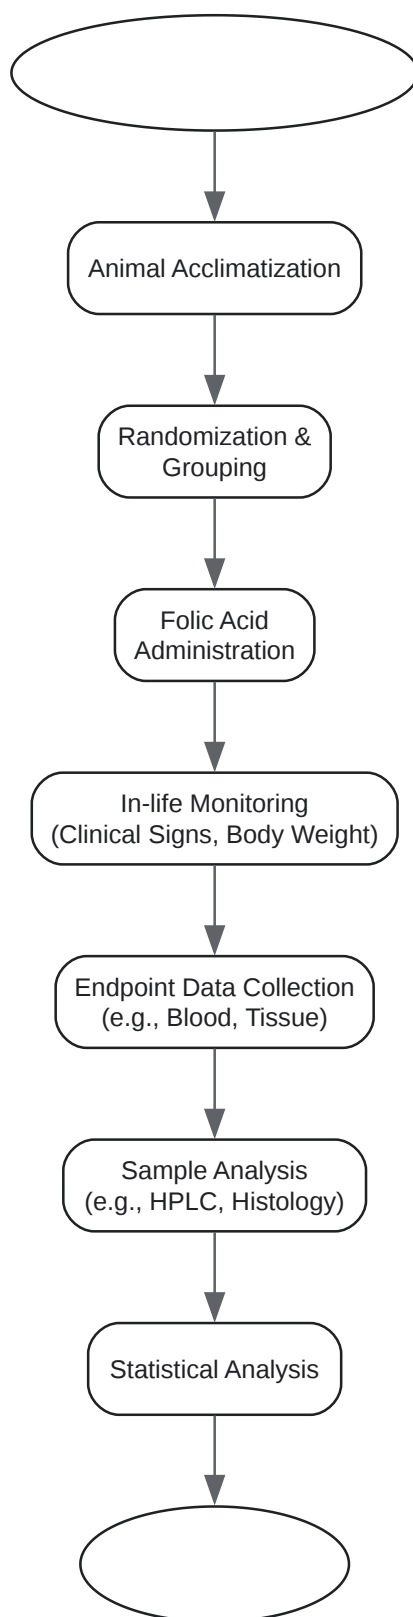 Animal Acclimatization
Randomization &
Grouping
Folic Acid
Administration
In-life Monitoring
(Clinical Signs, Body Weight)
Endpoint Data Collection
(e.g., Blood, Tissue)
Sample Analysis
(e.g., HPLC, Histology)
Statistical Analysis